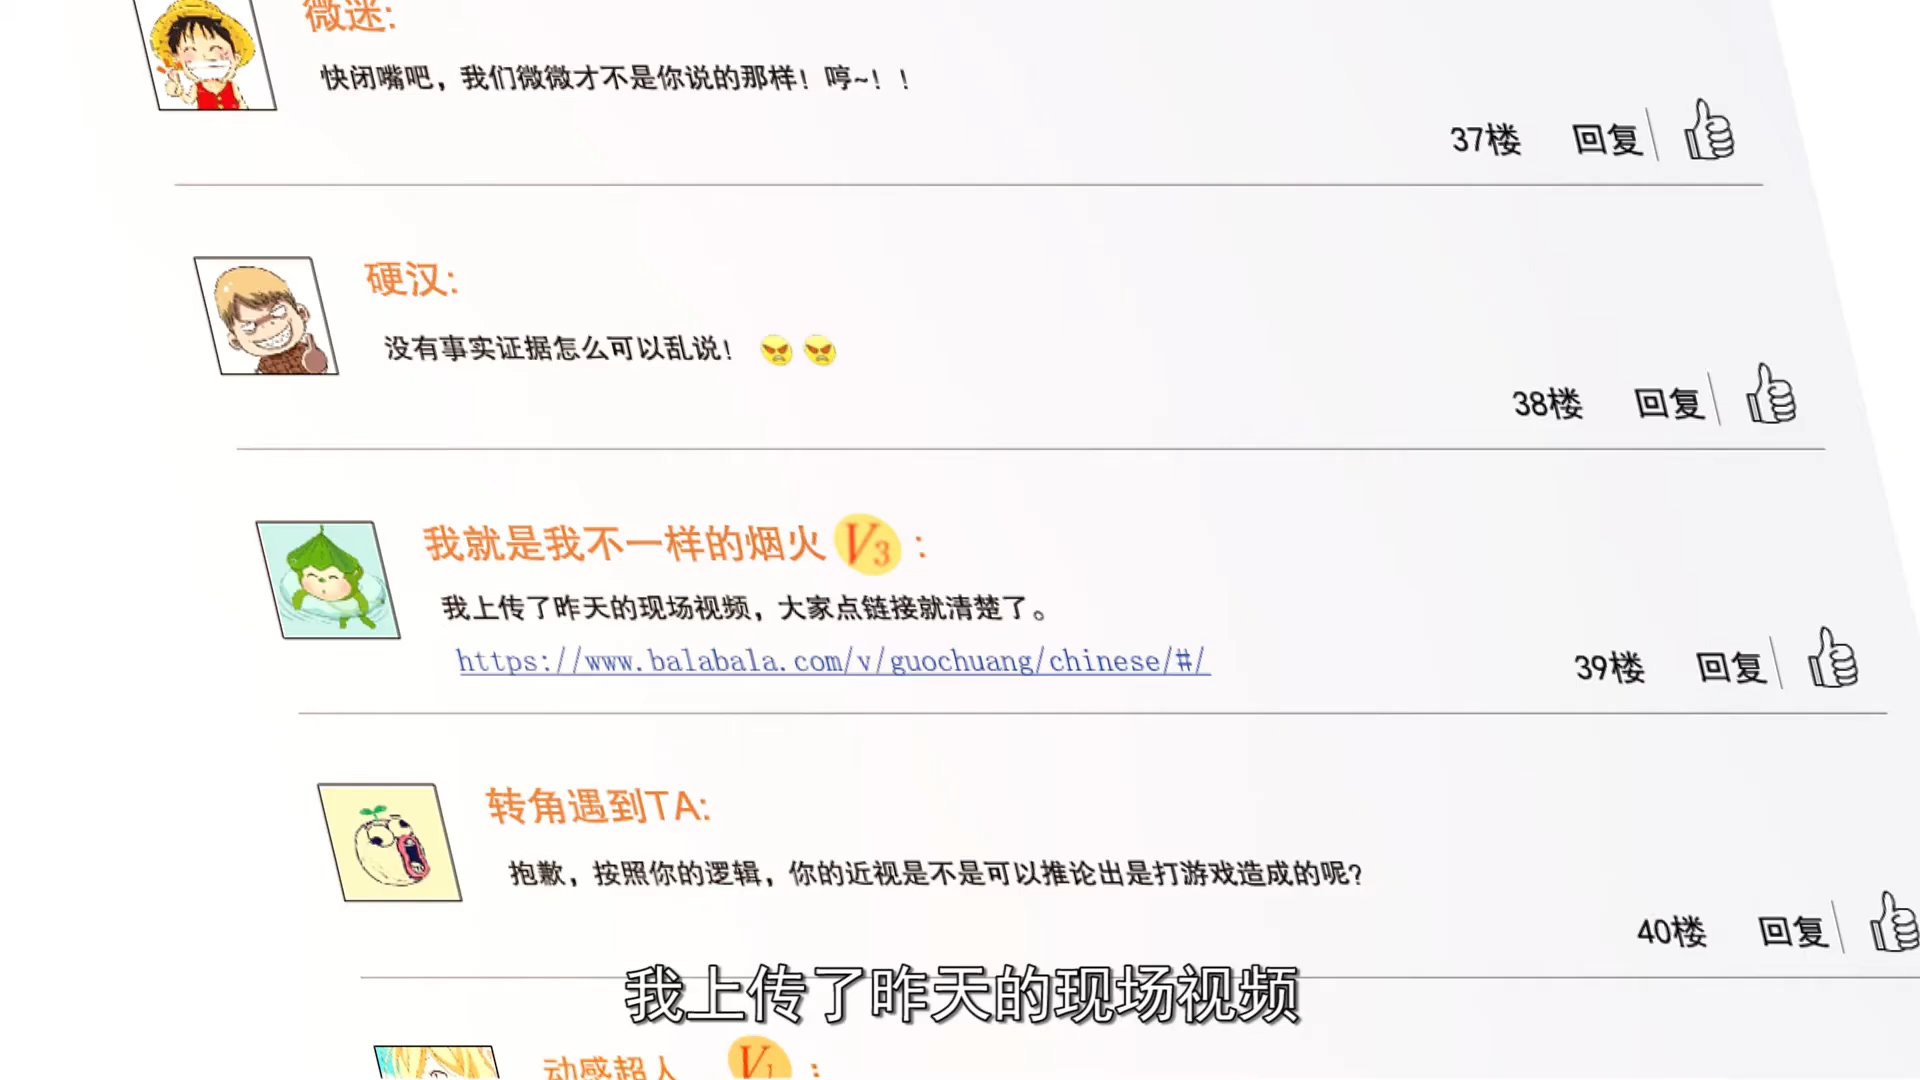 微迷:
快闭嘴吧，我们微微才不是你说的那样！哼~！！
37楼 回复
硬汉:
没有事实证据怎么可以乱说！
38楼 回复
我就是我不一样的烟火 V3 :
我上传了昨天的现场视频，大家点链接就清楚了。
https://www.balabala.com/v/guochuang/chinese/#/
39楼 回复
转角遇到TA:
抱歉，按照你的逻辑，你的近视是不是可以推论出是打游戏造成的呢?
40楼 回复
我上传了昨天的现场视频
动感超人 V1 :